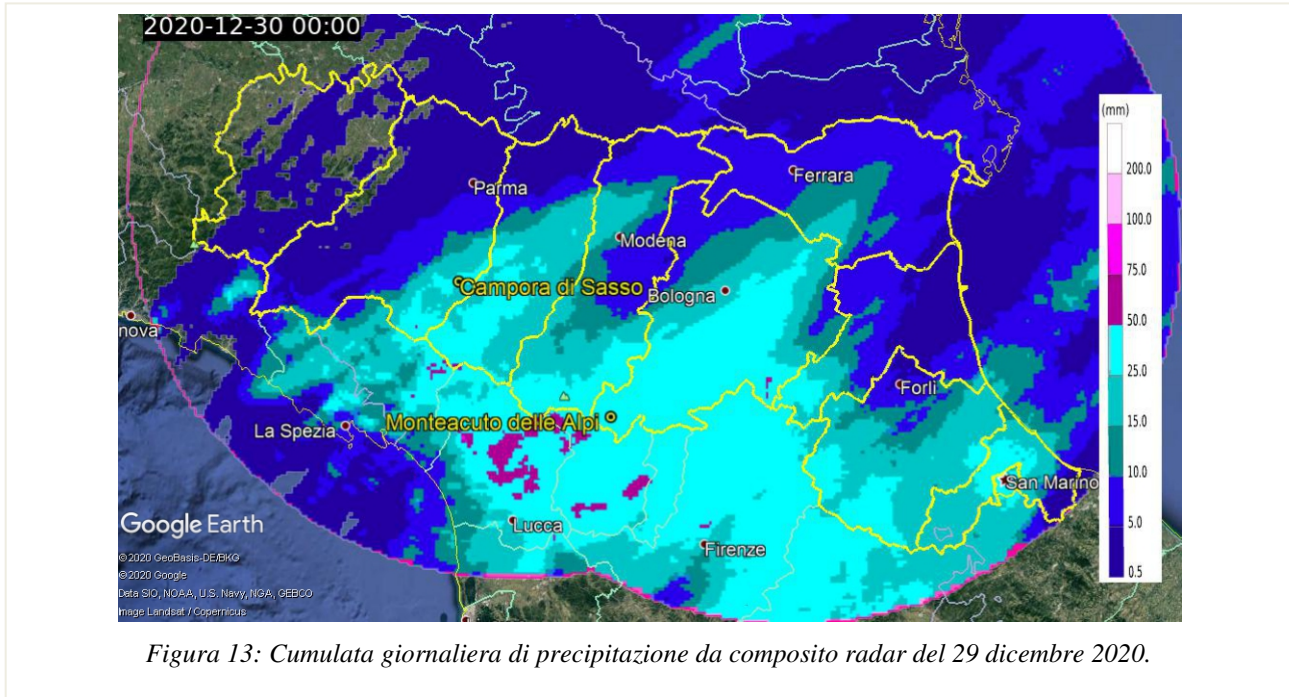 2020-12-30 00:00
(mm)
200.0
100.0
75.0
50.0
25.0
15.0
10.0
5.0
0.5
Parma
Ferrara
Modena
Campora di Sasso
Bologna
nova
Forlì
Monteacuto delle Alpi
La Spezia
San Marino
Lucca
Firenze
Google Earth
©2020 GeoBasis-DE/BKG
©2020 Google
Data SIO, NOAA, U.S. Navy, NGA, GEBCO
Image Landsat / Copernicus
Figura 13: Cumulata giornaliera di precipitazione da composito radar del 29 dicembre 2020.